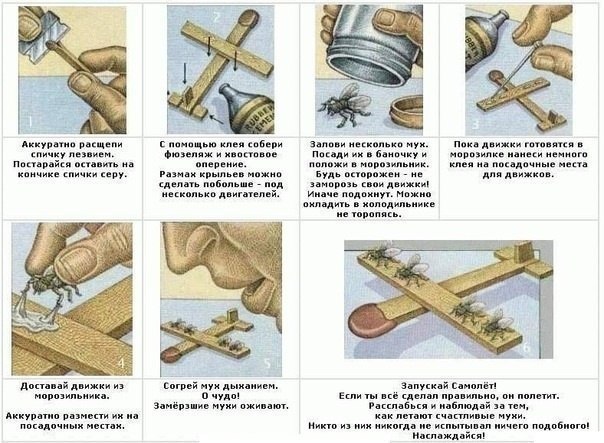 1
Аккуратно расщепи
спичку лезвием.
Постарайся оставить на
кончике спички серу.
2
С помощью клея собери
фюзеляж и хвостовое
оперение.
Размах крыльев можно
сделать побольше - под
несколько двигателей.
Залови несколько мух.
Посади их в баночку и
положи в морозильник.
Будь осторожен - не
заморозь свои движки!
Иначе подохнут. Можно
охладить в холодильнике
не торопясь.
3
Пока движки готовятся в
морозилке нанеси немного
клея на посадочные места
для движков.
4
Доставай движки из
морозильника.
Аккуратно размести их на
посадочных местах.
5
Согрей мух дыханием.
О чудо!
Замёрзшие мухи оживают.
6
Запускай Самолёт!
Если ты всё сделал правильно, он полетит.
Расслабься и наблюдай за тем,
как летают счастливые мухи.
Никто из них никогда не испытывал ничего подобного!
Наслаждайся!